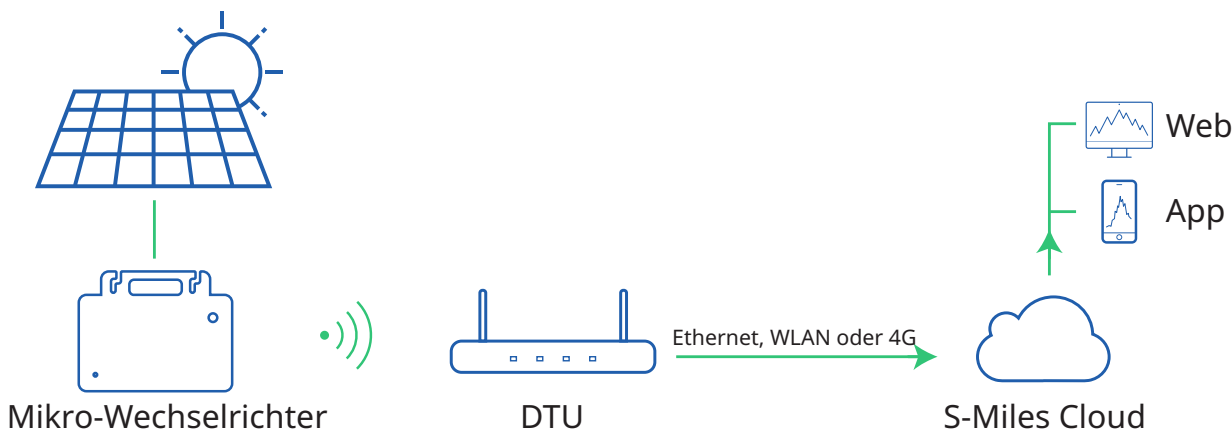 Web
App
Ethernet, WLAN oder 4G
Mikro-Wechselrichter
DTU
S-Miles Cloud